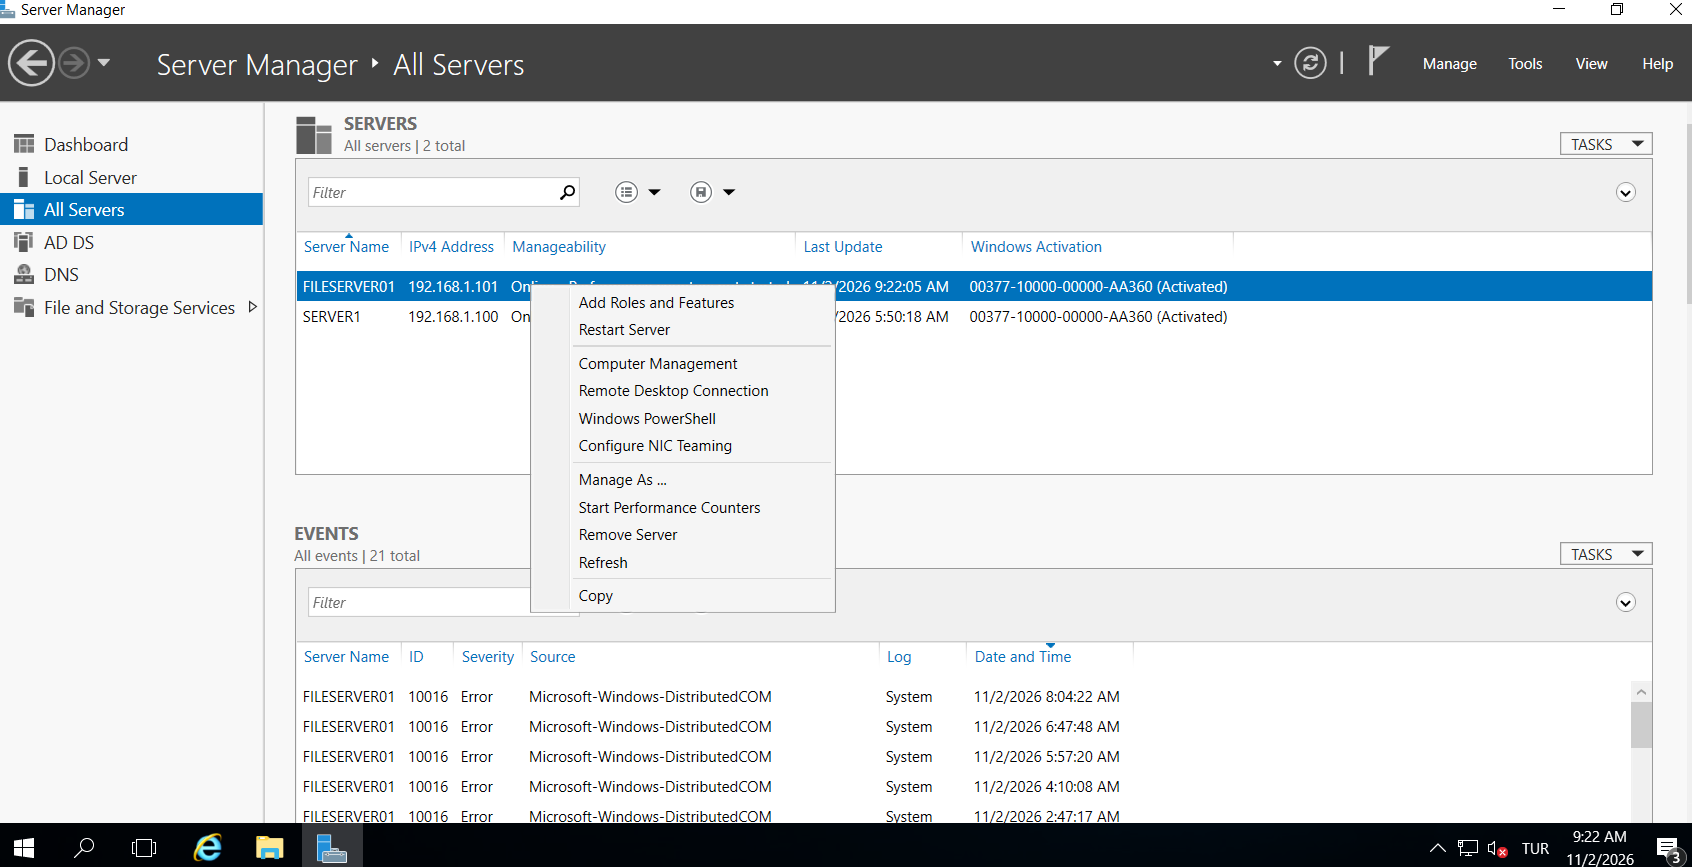 Server Manager
Server Manager All Servers
Manage Tools View Help
Dashboard
Local Server
All Servers
AD DS
DNS
File and Storage Services
SERVERS
All servers | 2 total
TASKS
Filter
Server Name IPv4 Address Manageability Last Update Windows Activation
FILESERVER01 192.168.1.101 /2026 9:22:05 AM 00377-10000-00000-AA360 (Activated)
SERVER1 192.168.1.100 On /2026 5:50:18 AM 00377-10000-00000-AA360 (Activated)
Add Roles and Features
Restart Server
Computer Management
Remote Desktop Connection
Windows PowerShell
Configure NIC Teaming
Manage As ...
Start Performance Counters
Remove Server
Refresh
Copy
EVENTS
All events | 21 total
TASKS
Filter
Server Name ID Severity Source Log Date and Time
FILESERVER01 10016 Error Microsoft-Windows-DistributedCOM System 11/2/2026 8:04:22 AM
FILESERVER01 10016 Error Microsoft-Windows-DistributedCOM System 11/2/2026 6:47:48 AM
FILESERVER01 10016 Error Microsoft-Windows-DistributedCOM System 11/2/2026 5:57:20 AM
FILESERVER01 10016 Error Microsoft-Windows-DistributedCOM System 11/2/2026 4:10:08 AM
FILESERVER01 10016 Error Microsoft-Windows-DistributedCOM System 11/2/2026 2:47:17 AM
TUR
9:22 AM
11/2/2026
3